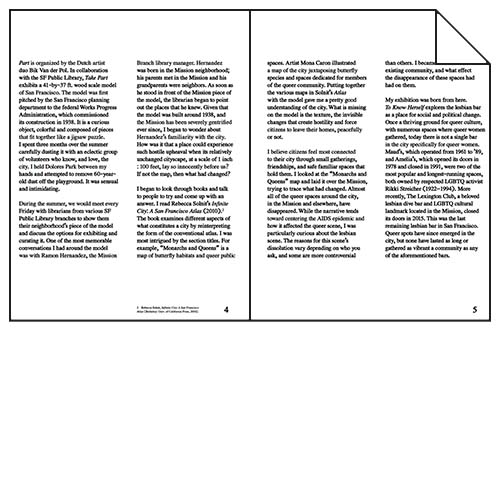 Part is organized by the Dutch artist
duo Bik Van der Pol. In collaboration
with the SF Public Library, Take Part
exhibits a 41-by-37 ft. wood scale model
of San Francisco. The model was first
pitched by the San Francisco planning
department to the federal Works Progress
Administration, which commissioned
its construction in 1938. It is a curious
object, colorful and composed of pieces
that fit together like a jigsaw puzzle.
I spent three months over the summer
carefully dusting it with an eclectic group
of volunteers who know, and love, the
city. I held Dolores Park between my
hands and attempted to remove 60-year-
old dust off the playground. It was sensual
and intimidating.
During the summer, we would meet every
Friday with librarians from various SF
Public Library branches to show them
their neighborhood's piece of the model
and discuss the options for exhibiting and
curating it. One of the most memorable
conversations I had around the model
was with Ramon Hernandez, the Mission
Branch library manager. Hernandez
was born in the Mission neighborhood;
his parents met in the Mission and his
grandparents were neighbors. As soon as
he stood in front of the Mission piece of
the model, the librarian began to point
out the places that he knew. Given that
the model was built around 1938, and
the Mission has been severely gentrified
ever since, I began to wonder about
Hernandez's familiarity with the city.
How was it that a place could experience
such hostile upheaval when its relatively
unchanged cityscape, at a scale of 1 inch
: 100 feet, lay so innocently before us?
If not the map, then what had changed?
I began to look through books and talk
to people to try and come up with an
answer. I read Rebecca Solnit's Infinite
City: A San Francisco Atlas (2010).²
The book examines different aspects of
what constitutes a city by reinterpreting
the form of the conventional atlas. I was
most intrigued by the section titles. For
example, "Monarchs and Queens" is a
map of butterfly habitats and queer public
2 Rebecca Solnit, Infinite City: A San Francisco
Atlas (Berkeley: Univ. of California Press, 2010).
4
spaces. Artist Mona Caron illustrated
a map of the city juxtaposing butterfly
species and spaces dedicated to members
of the queer community. Putting together
the various maps in Solnit's Atlas
with the model gave me a pretty good
understanding of the city. What is missing
on the model is the texture, the invisible
changes that create hostility and force
citizens to leave their homes, peacefully
or not.
I believe citizens feel most connected
to their city through small gatherings,
friendships, and safe familiar spaces that
hold them. I looked at the "Monarchs and
Queens" map and laid it over the Mission,
trying to trace what had changed. Almost
all of the queer spaces around the city,
in the Mission and elsewhere, have
disappeared. While the narrative tends
toward centering the AIDS epidemic and
how it affected the queer scene, I was
particularly curious about the lesbian
scene. The reasons for this scene's
dissolution vary depending on who you
ask, and some are more controversial
than others. I became
existing community, and what effect
the disappearance of these spaces had
had on them.
My exhibition was born from here.
To Know Herself explores the lesbian bar
as a place for social and political change.
Once a thriving ground for queer culture,
with numerous spaces where queer women
gathered, today there is not a single bar
in the city specifically for queer women.
Maud's, which operated from 1961 to '89,
and Amelia's, which opened its doors in
1978 and closed in 1991, were two of the
most popular and longest-running spaces,
both owned by respected LGBTQ activist
Rikki Streicher (1922–1994). More
recently, The Lexington Club, a beloved
lesbian dive bar and LGBTQ cultural
landmark located in the Mission, closed
its doors in 2015. This was the last
remaining lesbian bar in San Francisco.
Queer spots have since emerged in the
city, but none have lasted as long or
gathered as vibrant a community as any
of the aforementioned bars.
5